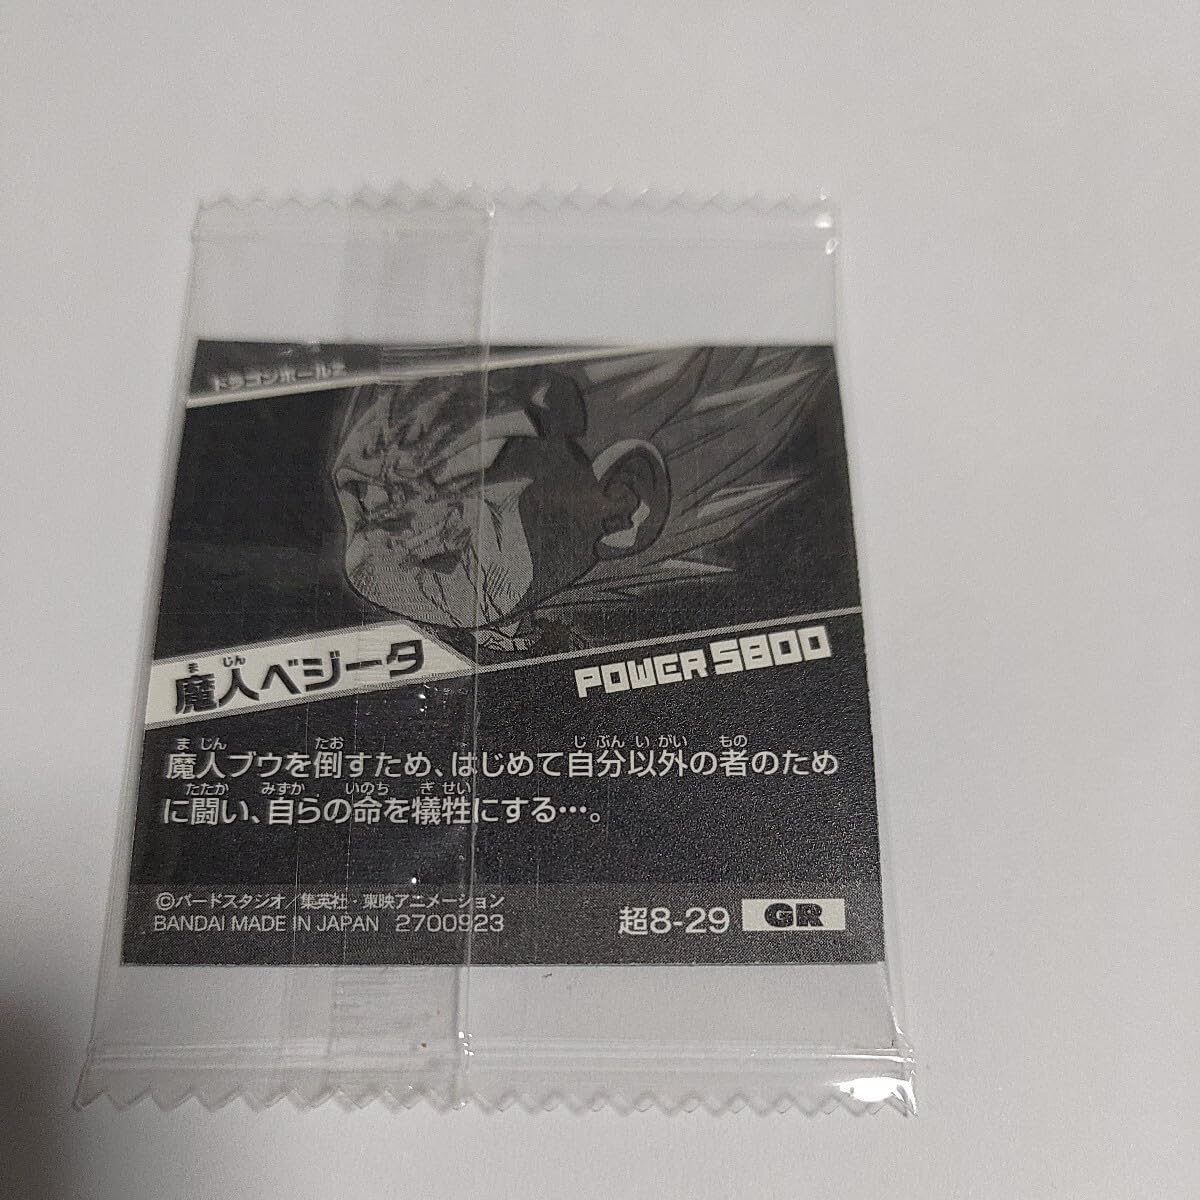 ドラゴンボール超
まじん
魔人ベジータ
POWER 5800
まじん たお じぶんいがい もの
魔人ブウを倒すため、はじめて自分以外の者のため
たたか みずか いのち ぎせい
に闘い、自らの命を犠牲にする…。
©バードスタジオ/集英社・東映アニメーション
BANDAI MADE IN JAPAN 2700923
超8-29 GR